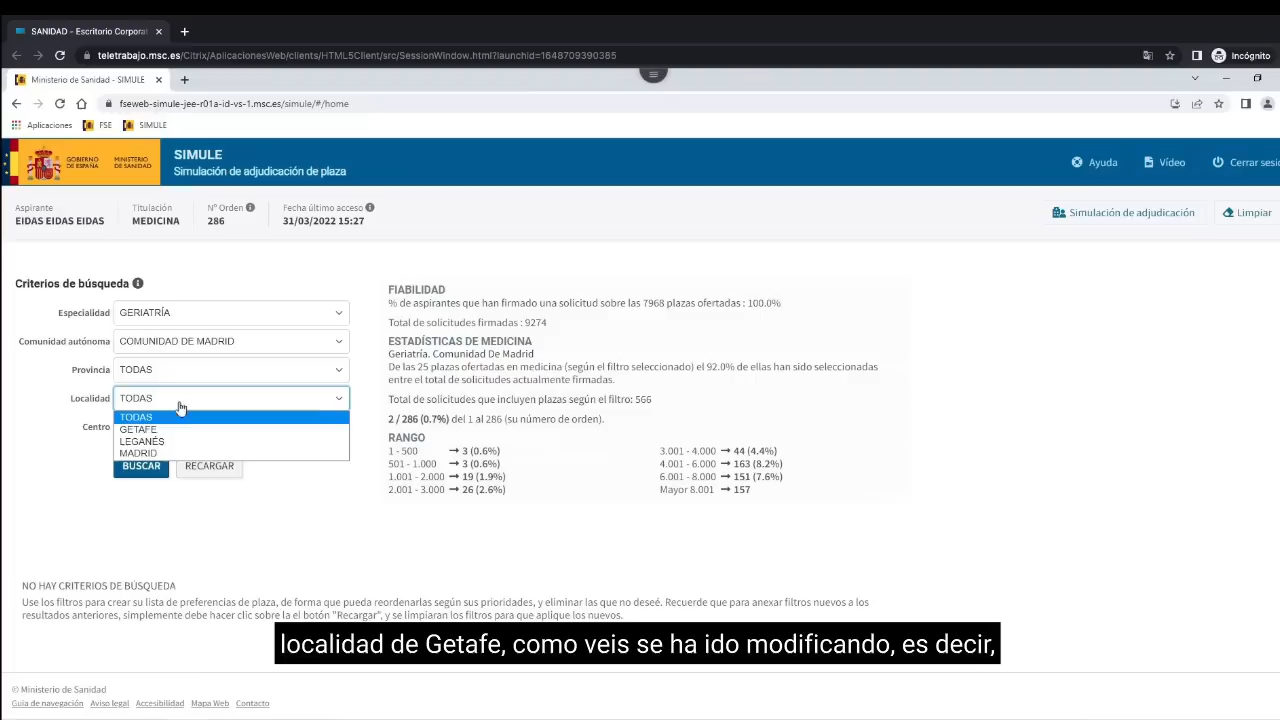 SANIDAD - Escritorio Corporat
teletrabajo.msc.es/Citrix/AplicacionesWeb/clients/HTML5Client/src/SessionWindow.html?launchid=1648709390385
Incógnito
Ministerio de Sanidad - SIMULE
fseweb-simule-jee-r01a-id-vs-1.msc.es/simule/#/home
Aplicaciones FSE SIMULE
GOBIERNO DE ESPAÑA
MINISTERIO DE SANIDAD
SIMULE
Simulación de adjudicación de plaza
Ayuda Vídeo Cerrar sesi
Aspirante Titulación Nº Orden Fecha último acceso
EIDAS EIDAS EIDAS MEDICINA 286 31/03/2022 15:27
Simulación de adjudicación Limpiar
Criterios de búsqueda
Especialidad GERIATRÍA
Comunidad autónoma COMUNIDAD DE MADRID
Provincia TODAS
Localidad TODAS
TODAS
GETAFE
Centro
LEGANÉS
MADRID
BUSCAR RECARGAR
FIABILIDAD
% de aspirantes que han firmado una solicitud sobre las 7968 plazas ofertadas : 100.0%
Total de solicitudes firmadas : 9274
ESTADÍSTICAS DE MEDICINA
Geriatría. Comunidad De Madrid
De las 25 plazas ofertadas en medicina (según el filtro seleccionado) el 92.0% de ellas han sido seleccionadas
entre el total de solicitudes actualmente firmadas.
Total de solicitudes que incluyen plazas según el filtro: 566
2 / 286 (0.7%) del 1 al 286 (su número de orden).
RANGO
1 - 500 → 3 (0.6%) 3.001 - 4.000 → 44 (4.4%)
501 - 1.000 → 3 (0.6%) 4.001 - 6.000 → 163 (8.2%)
1.001 - 2.000 → 19 (1.9%) 6.001 - 8.000 → 151 (7.6%)
2.001 - 3.000 → 26 (2.6%) Mayor 8.001 → 157
NO HAY CRITERIOS DE BÚSQUEDA
Use los filtros para crear su lista de preferencias de plaza, de forma que pueda reordenarlas según sus prioridades, y eliminar las que no deseé. Recuerde que para anexar filtros nuevos a los
resultados anteriores, simplemente debe hacer clic sobre la el botón "Recargar", y se limpiaran los filtros para que aplique los nuevos.
localidad de Getafe, como veis se ha ido modificando, es decir,
© Ministerio de Sanidad
Guia de navegación Aviso legal Accesibilidad Mapa Web Contacto